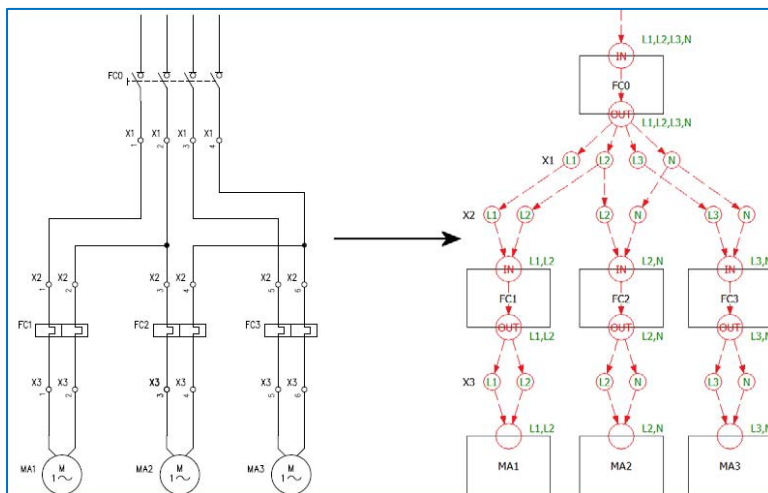 L1,L2,L3,N
IN
FC0
FC0
OUT
L1,L2,L3,N
X1 X1 X1 X1
1 2 3 4
X1 L1 L2 L3 N
X2 L1 L2 L2 N L3 N
X2 X2 X2 X2 X2 X2
1 2 3 4 5 6
IN L1,L2 IN L2,N IN L3,N
FC1 FC2 FC3
FC1 FC2 FC3
OUT L1,L2 OUT L2,N OUT L3,N
X3 X3 X3 X3 X3 X3
1 2 3 4 5 6
X3 L1 L2 L2 N L3 N
L1,L2 L2,N L3,N
MA1 M 1~ MA2 M 1~ MA3 M 1~
MA1 MA2 MA3